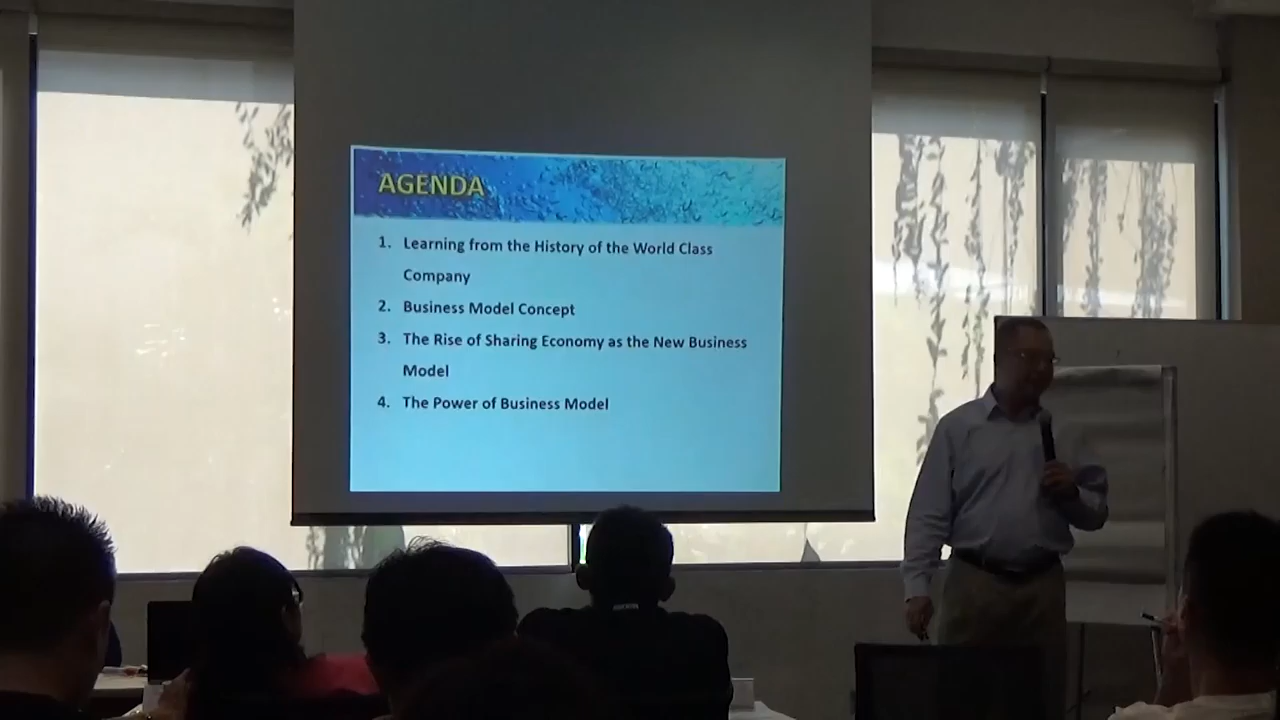 AGENDA
1. Learning from the History of the World Class
Company
2. Business Model Concept
3. The Rise of Sharing Economy as the New Business
Model
4. The Power of Business Model